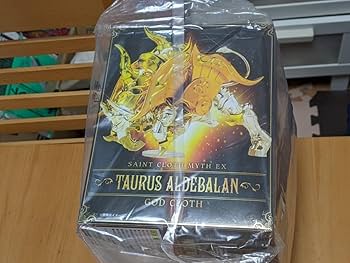 SAINT CLOTH MYTH EX
TAURUS ALDEBALAN
GOD CLOTH